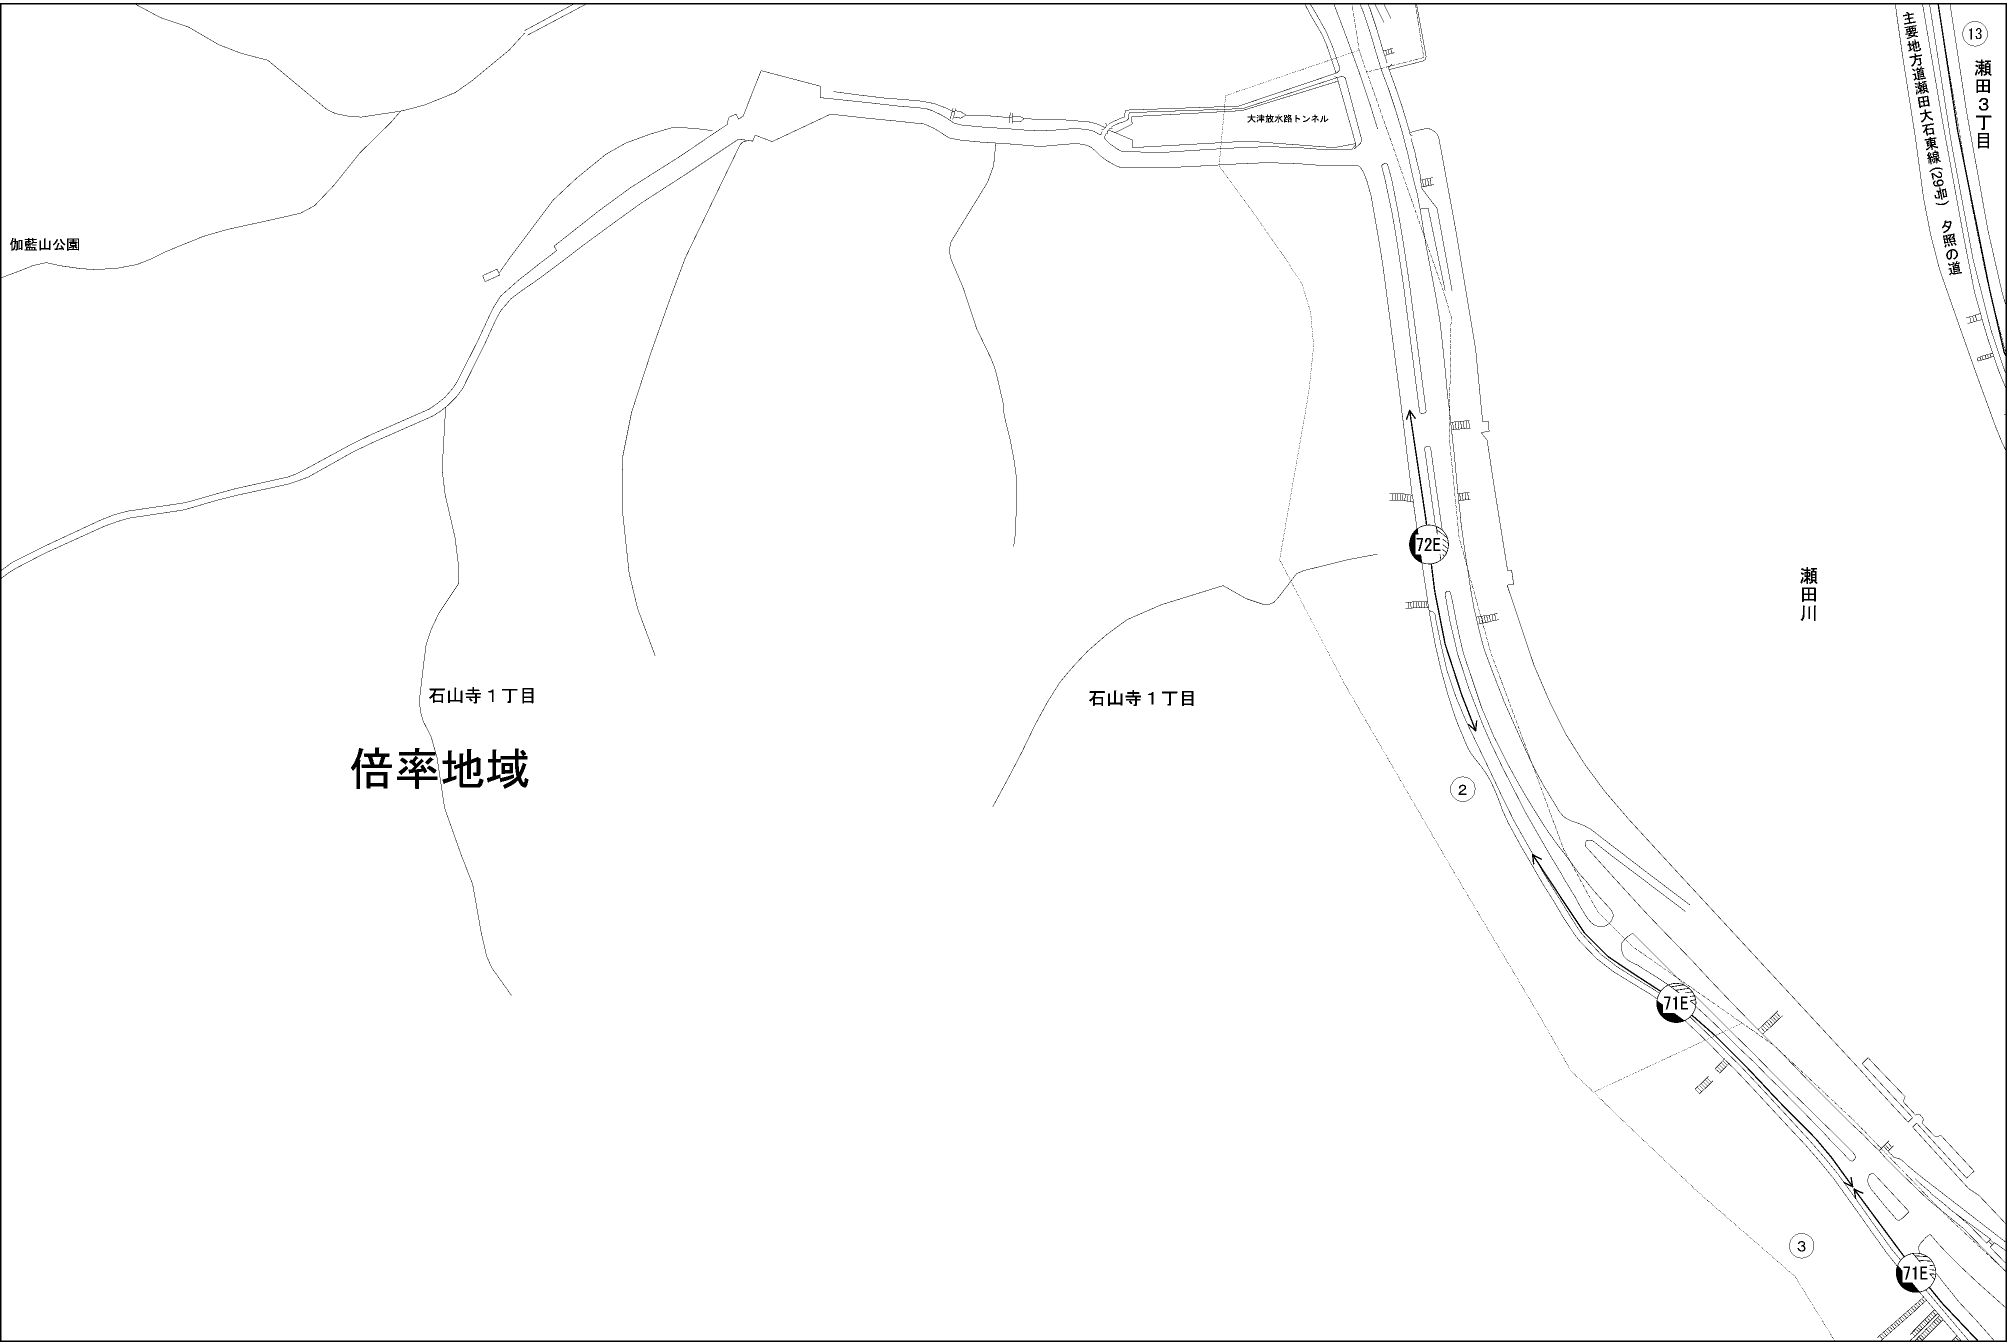 主要地方道瀬田大石東線(29号) 夕照の道
13
瀬田3丁目
大津放水路トンネル
伽藍山公園
72E
瀬田川
石山寺1丁目
石山寺1丁目
倍率地域
2
71E
3
71E